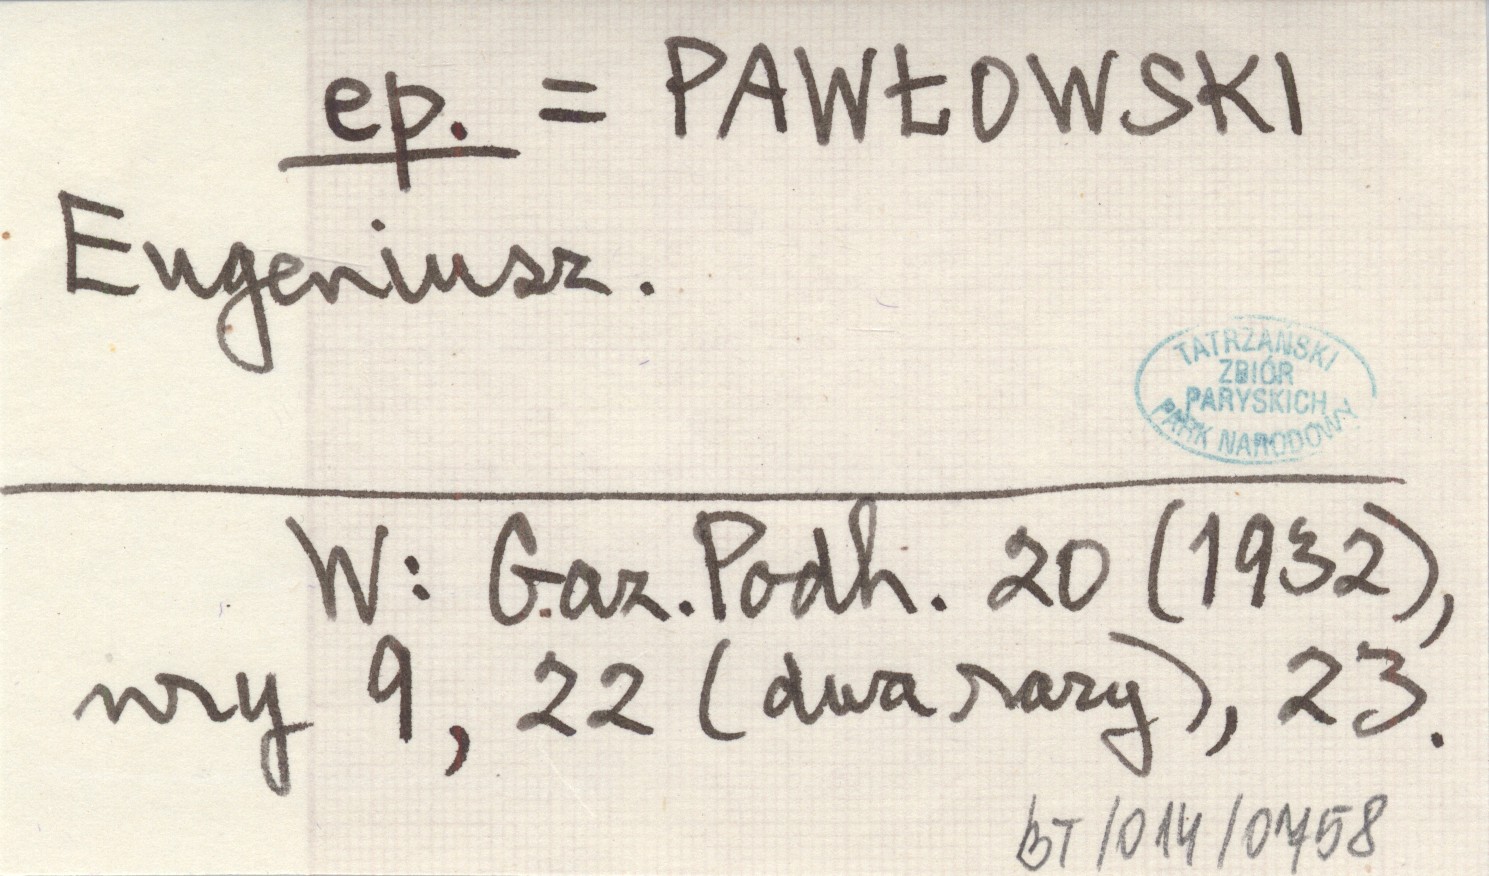 ep. = PAWŁOWSKI
Eugeniusz.
TATRZAŃSKI
ZBIÓR
PARYSKICH
PARK NARODOWY
W: Gaz. Podh. 20 (1932),
nry 9, 22 (dwa razy), 23.
BT/014/0758